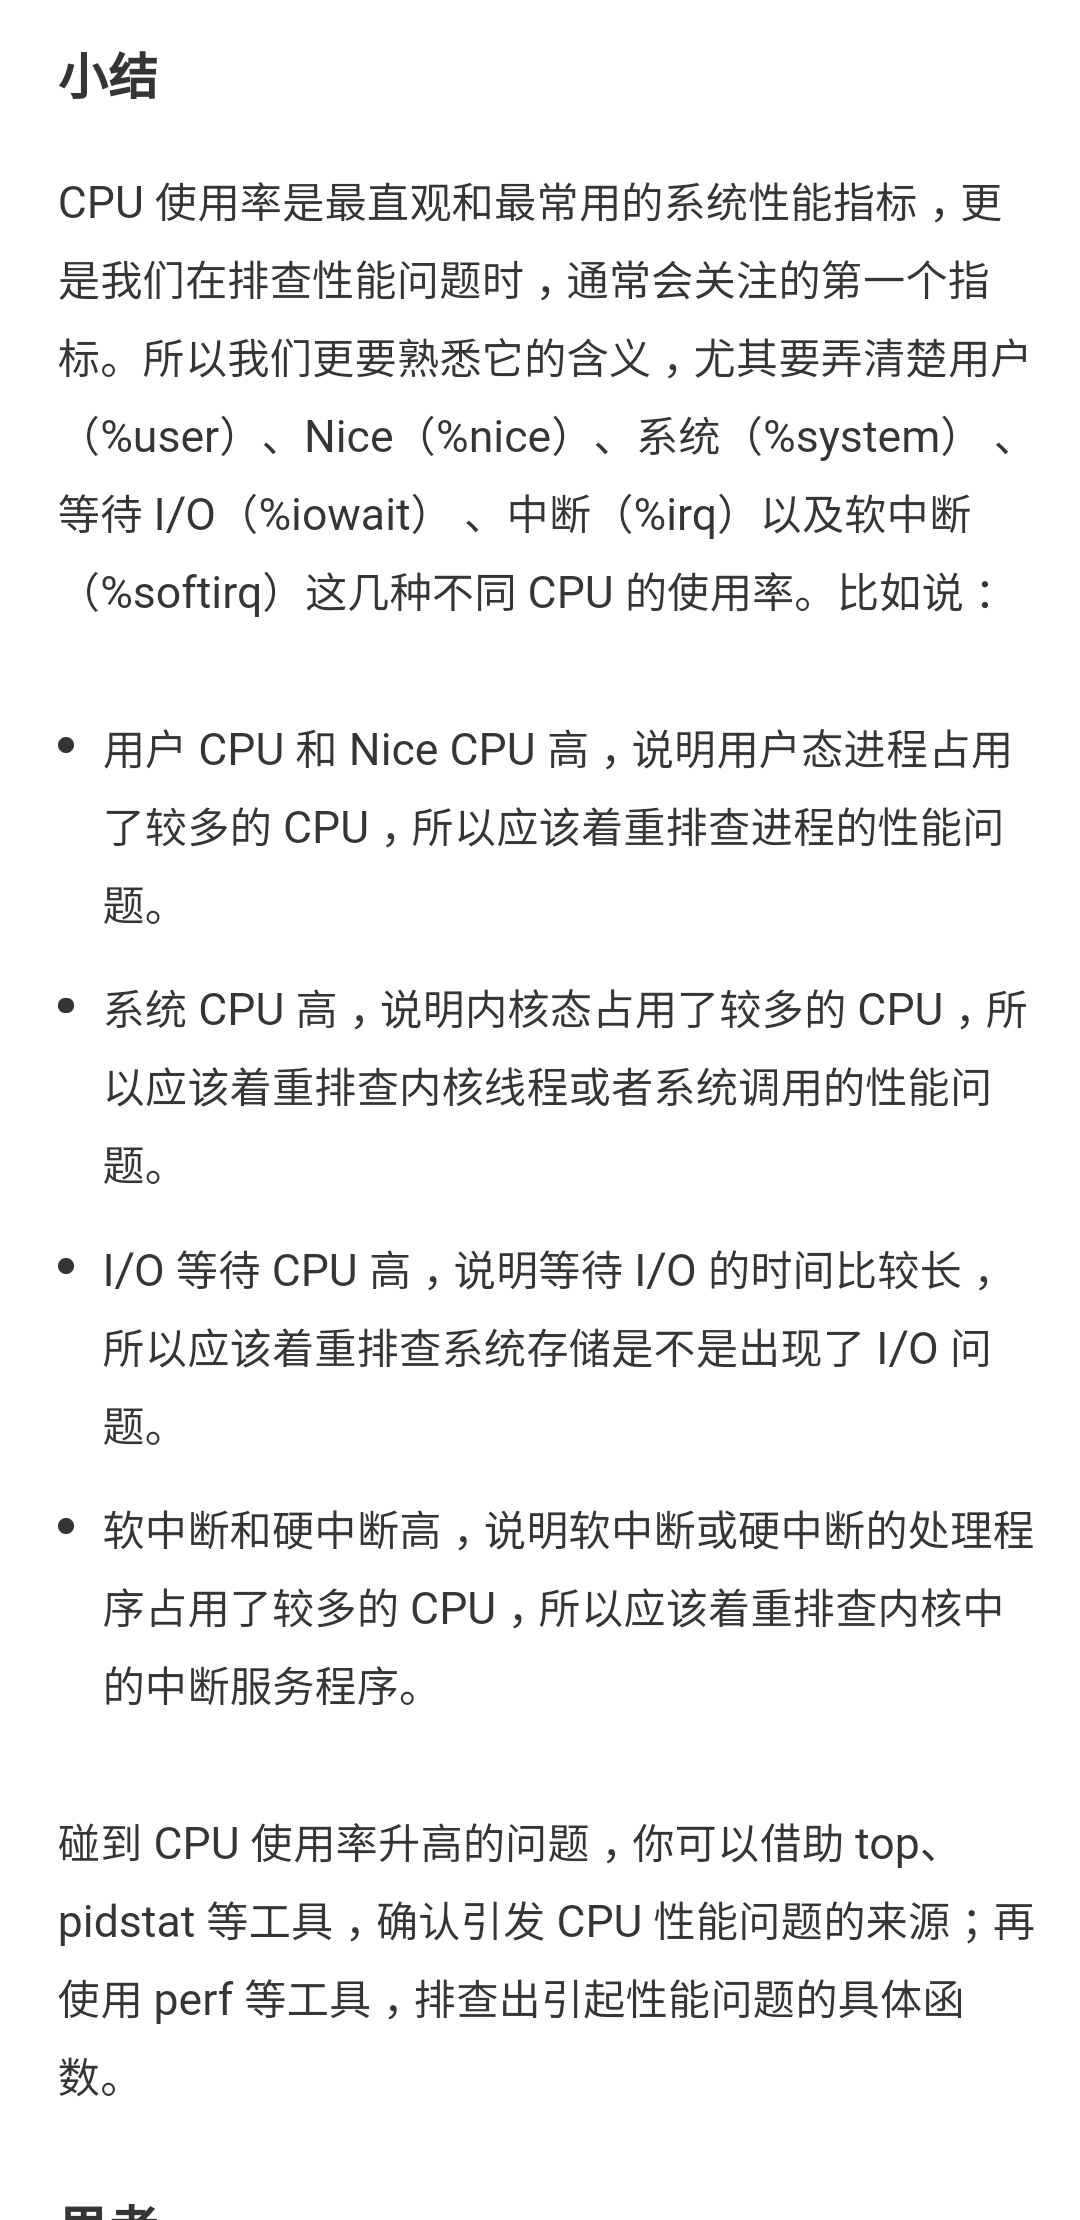 小结
CPU 使用率是最直观和最常用的系统性能指标，更
是我们在排查性能问题时，通常会关注的第一个指
标。所以我们更要熟悉它的含义，尤其要弄清楚用户
（%user）、Nice（%nice）、系统（%system） 、
等待 I/O（%iowait） 、中断（%irq）以及软中断
（%softirq）这几种不同 CPU 的使用率。比如说：
• 用户 CPU 和 Nice CPU 高，说明用户态进程占用
了较多的 CPU，所以应该着重排查进程的性能问
题。
• 系统 CPU 高，说明内核态占用了较多的 CPU，所
以应该着重排查内核线程或者系统调用的性能问
题。
• I/O 等待 CPU 高，说明等待 I/O 的时间比较长，
所以应该着重排查系统存储是不是出现了 I/O 问
题。
• 软中断和硬中断高，说明软中断或硬中断的处理程
序占用了较多的 CPU，所以应该着重排查内核中
的中断服务程序。
碰到 CPU 使用率升高的问题，你可以借助 top、
pidstat 等工具，确认引发 CPU 性能问题的来源；再
使用 perf 等工具，排查出引起性能问题的具体函
数。